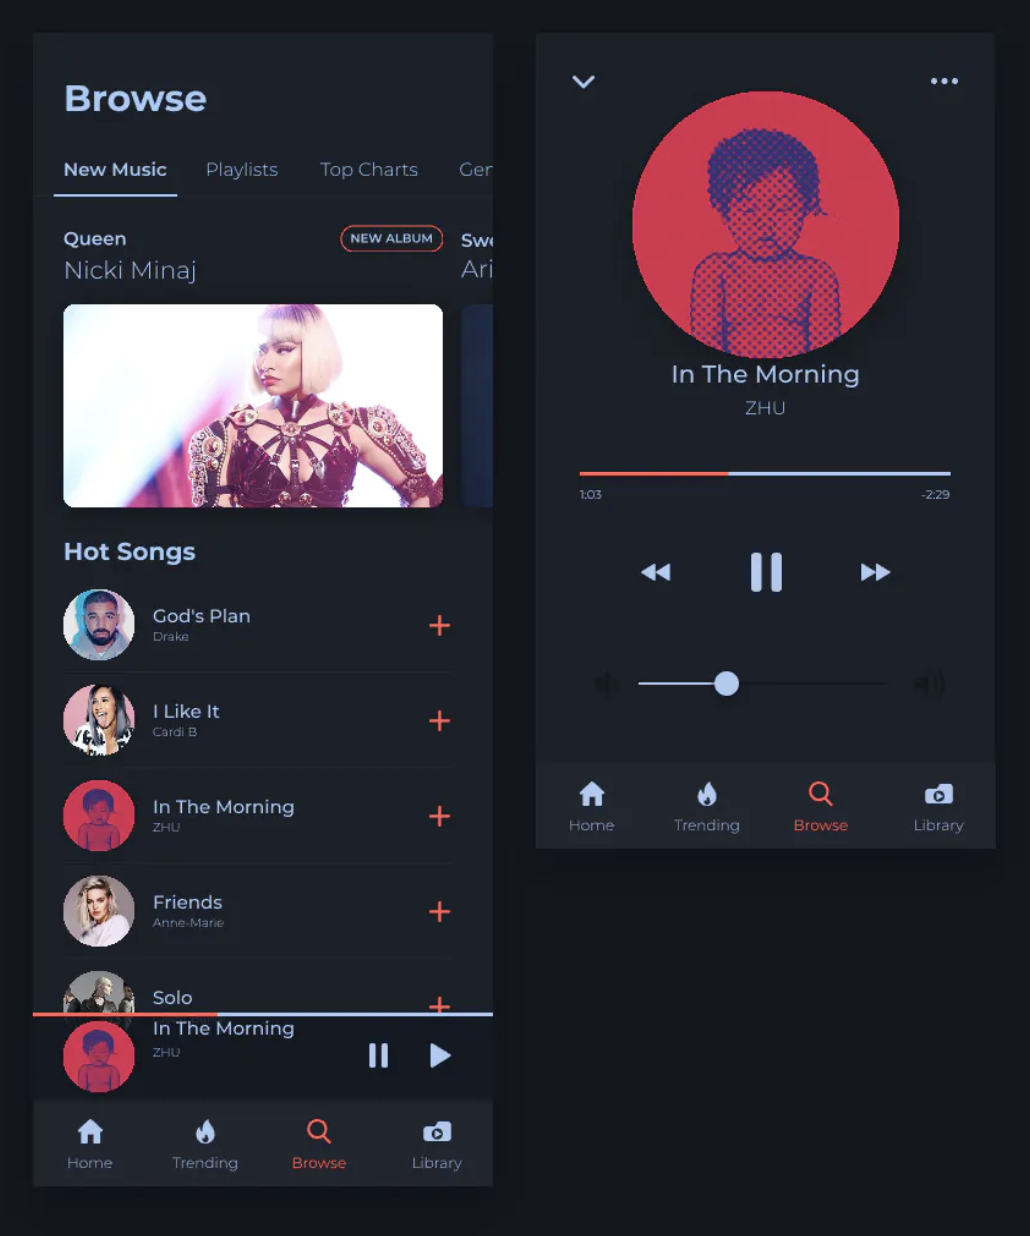 Browse
New Music Playlists Top Charts Ger
Queen
NEW ALBUM
Swe
Nicki Minaj
Ari
Hot Songs
God's Plan
Drake
I Like It
Cardi B
In The Morning
ZHU
Friends
Anne-Marie
Solo
In The Morning
ZHU
Home Trending Browse Library
In The Morning
ZHU
1:03 -2:29
Home Trending Browse Library